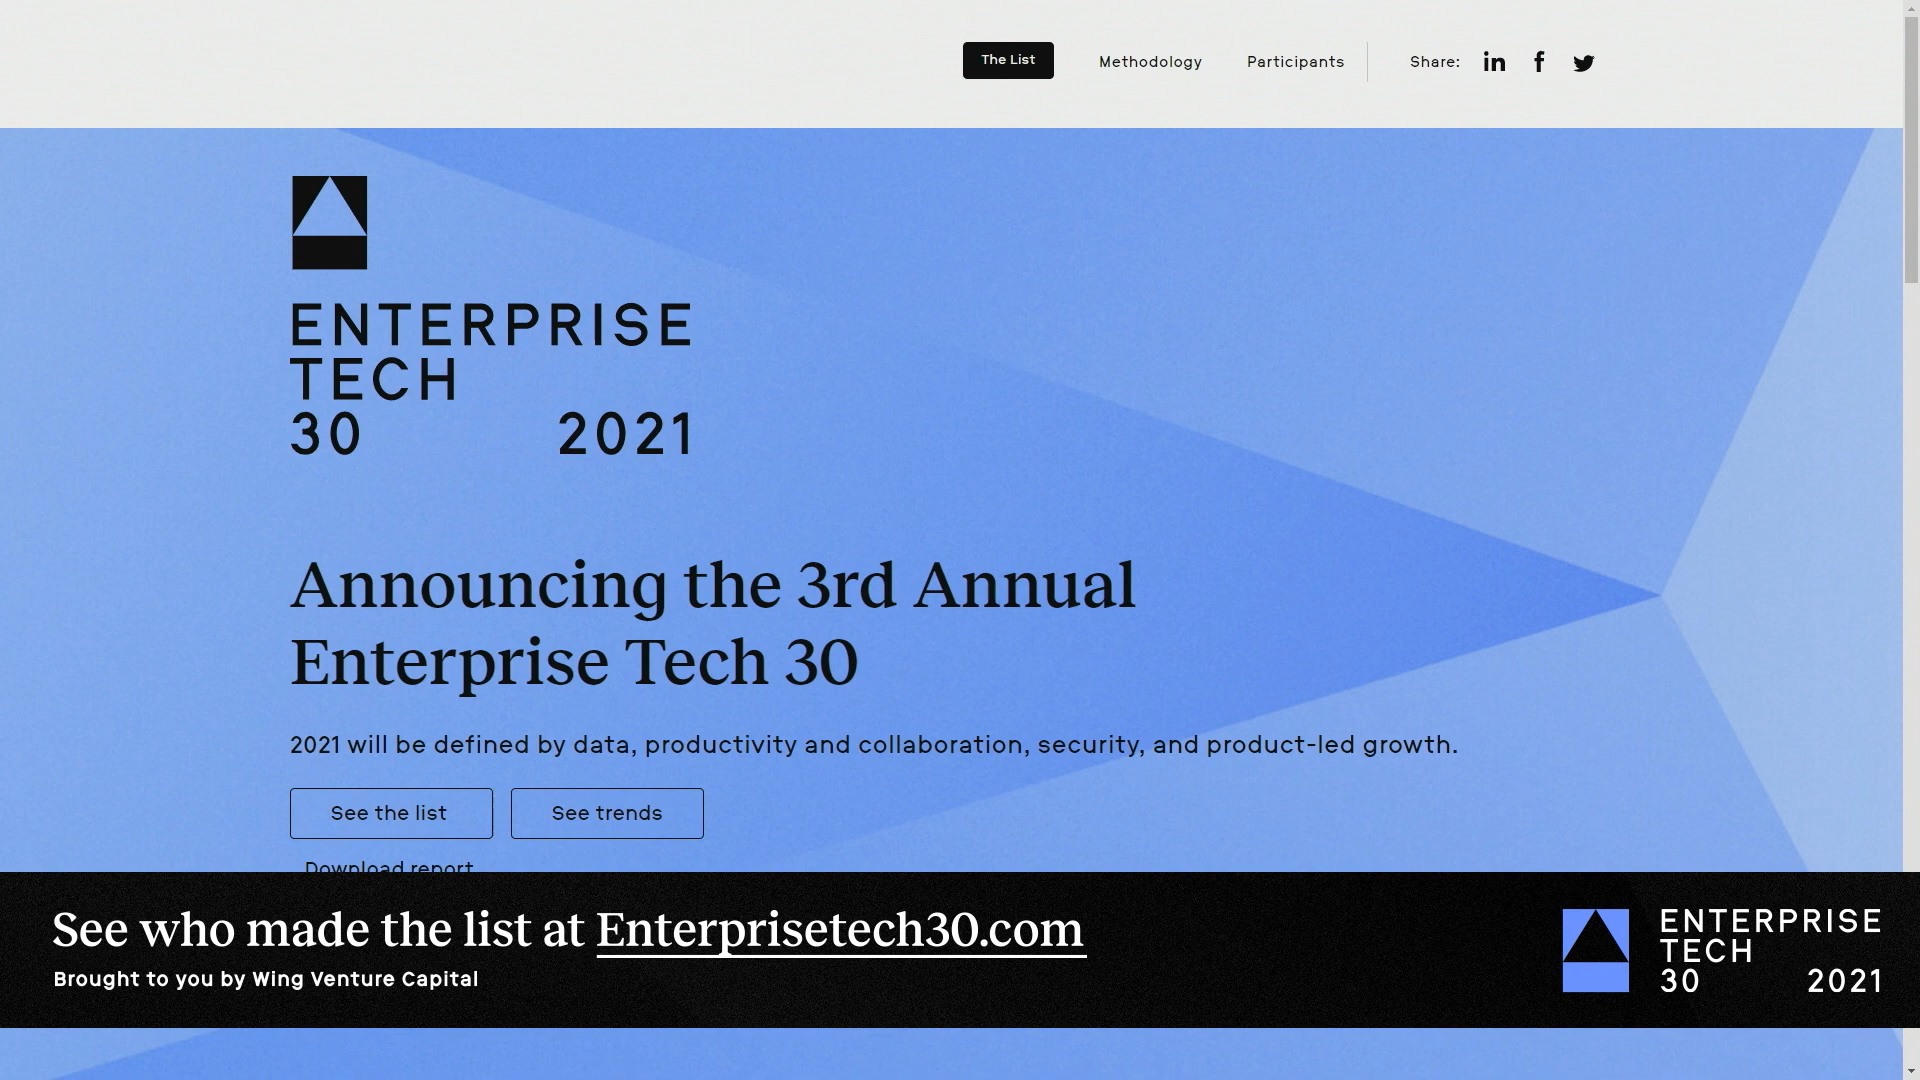 The List
Methodology
Participants
Share:
ENTERPRISE
TECH
30 2021
Announcing the 3rd Annual
Enterprise Tech 30
2021 will be defined by data, productivity and collaboration, security, and product-led growth.
See the list
See trends
Download report
See who made the list at Enterprisetech30.com
Brought to you by Wing Venture Capital
ENTERPRISE
TECH
30 2021